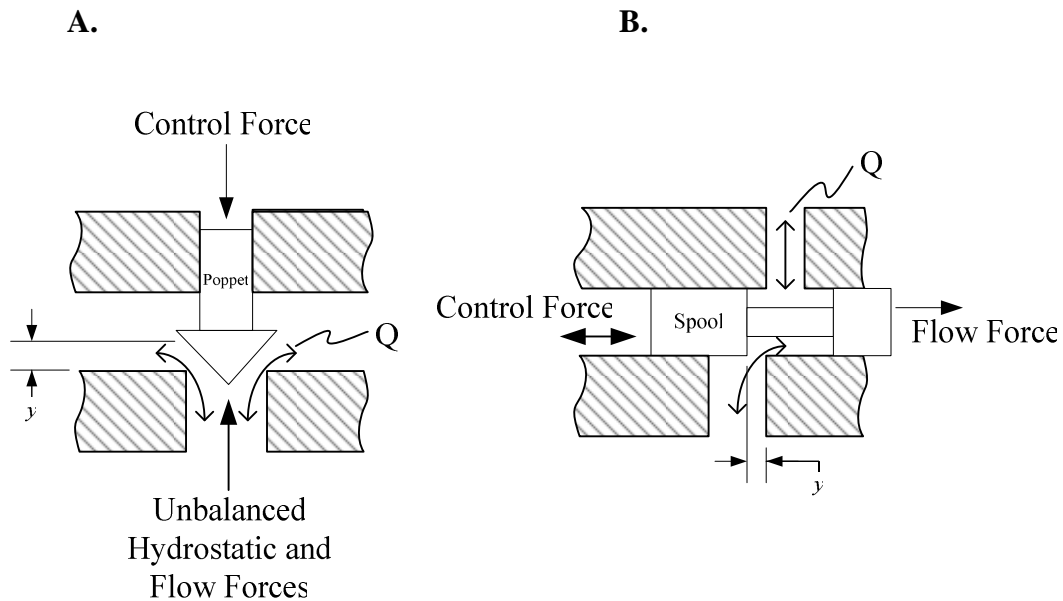 A.
Control Force
Poppet
Q
y
Unbalanced
Hydrostatic and
Flow Forces
B.
Q
Control Force
Spool
Flow Force
y